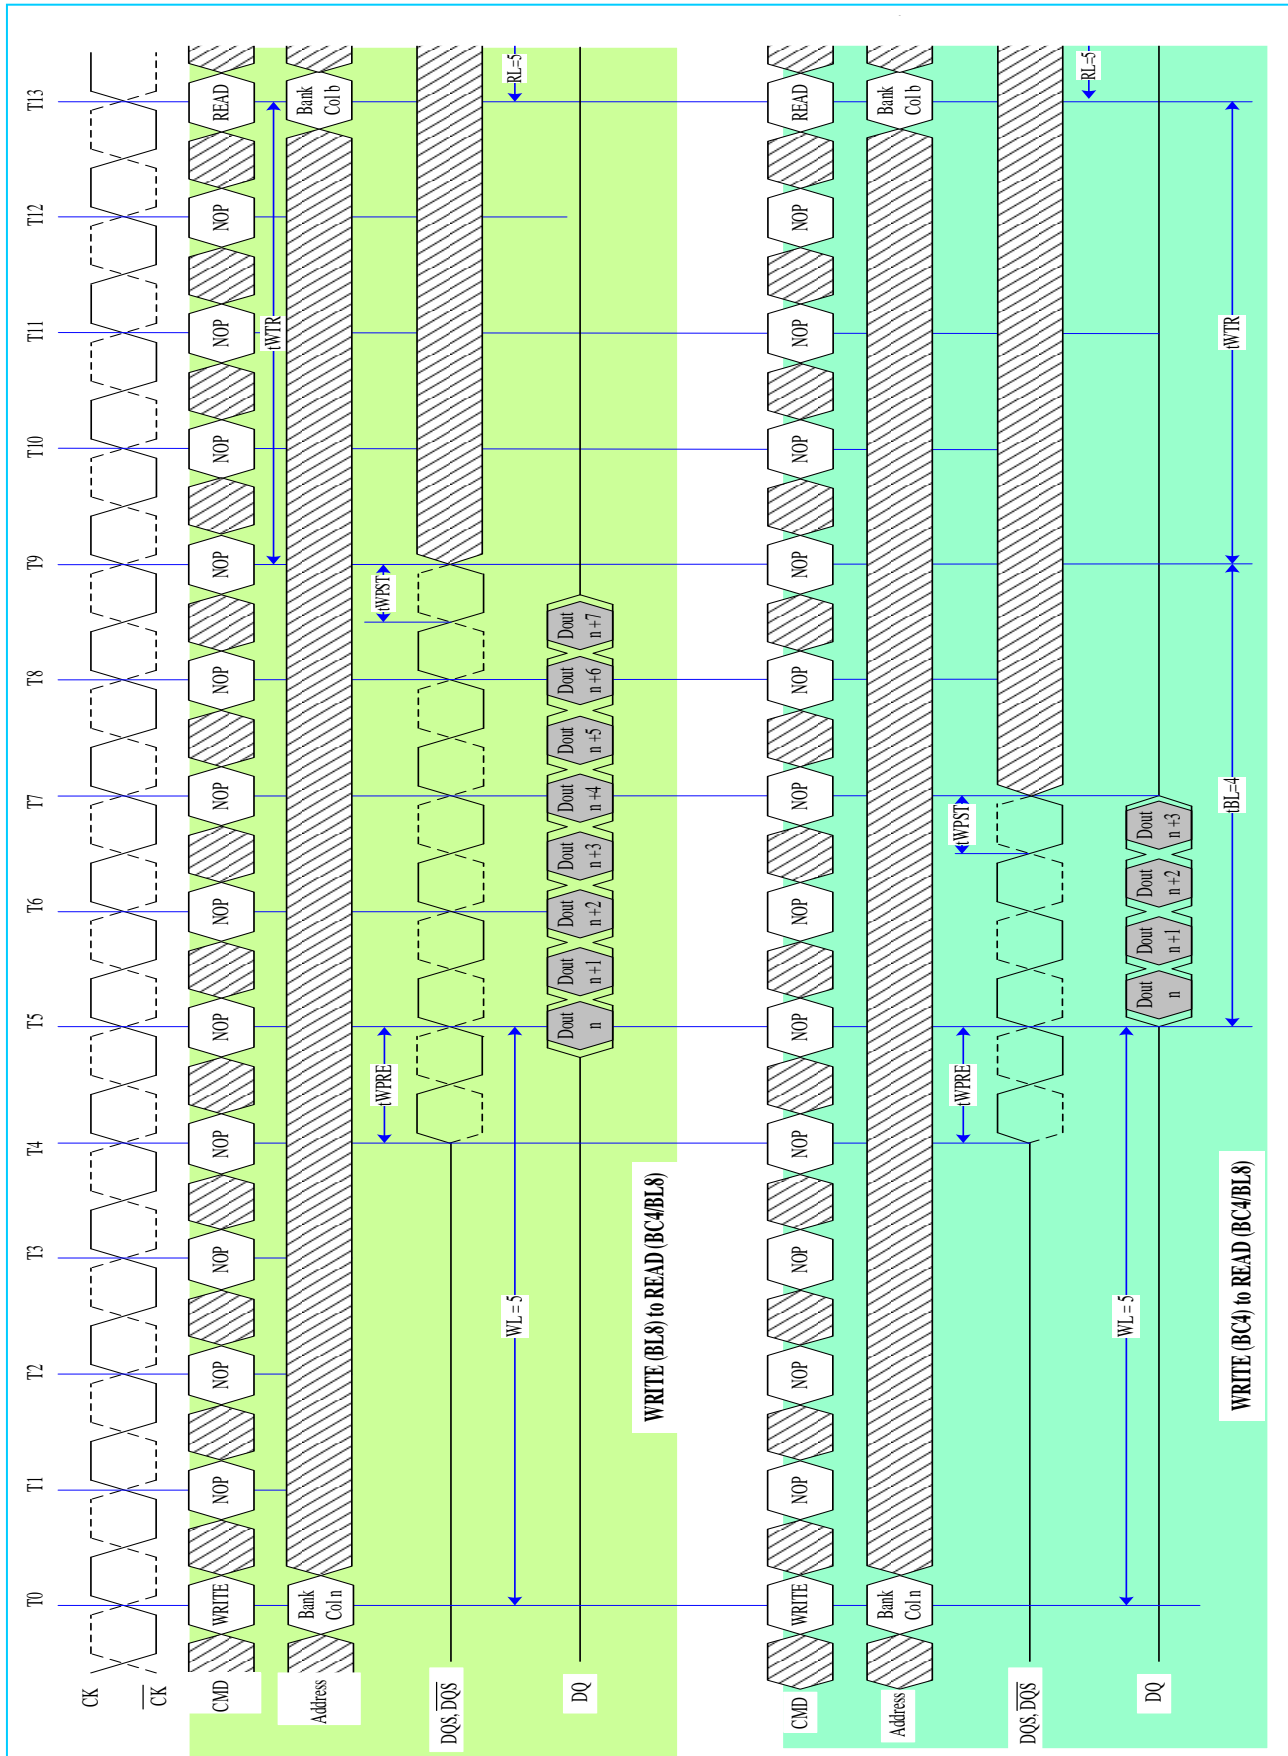 T0 T1 T2 T3 T4 T5 T6 T7 T8 T9 T10 T11 T12 T13
CK
CK
CMD WRITE NOP NOP NOP NOP NOP NOP NOP NOP NOP NOP NOP NOP READ
tWTR
Address Bank Col n Bank Col b
tWPRE tWPST
DQS, DQS
WL = 5 RL=5
DQ Dout n Dout n+1 Dout n+2 Dout n+3 Dout n+4 Dout n+5 Dout n+6 Dout n+7
WRITE (BL8) to READ (BC4/BL8)
CMD WRITE NOP NOP NOP NOP NOP NOP NOP NOP NOP NOP NOP NOP READ
Address Bank Col n Bank Col b
tWPRE tWPST
DQS, DQS
RL=5
WL = 5
DQ Dout n Dout n+1 Dout n+2 Dout n+3
tBL=4 tWTR
WRITE (BC4) to READ (BC4/BL8)